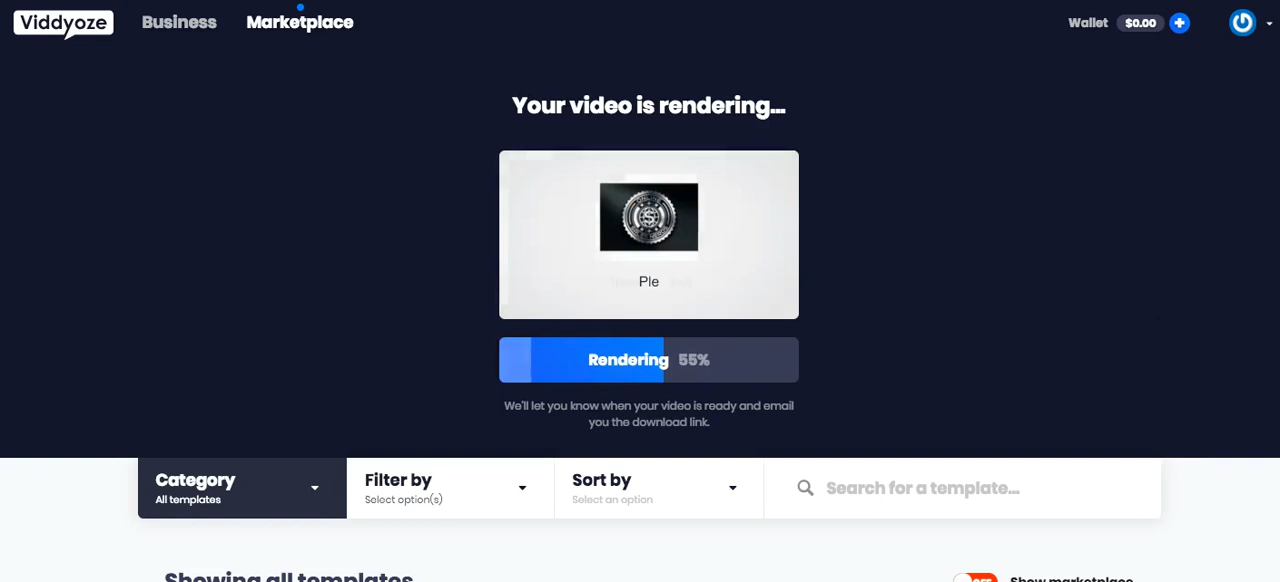 Viddyoze
Business
Marketplace
Wallet
$0.00
Your video is rendering...
Ple
Rendering 55%
We'll let you know when your video is ready and email
you the download link.
Category
All templates
Filter by
Select option(s)
Sort by
Select an option
Search for a template...
Showing all templates
OFF
Show marketplace